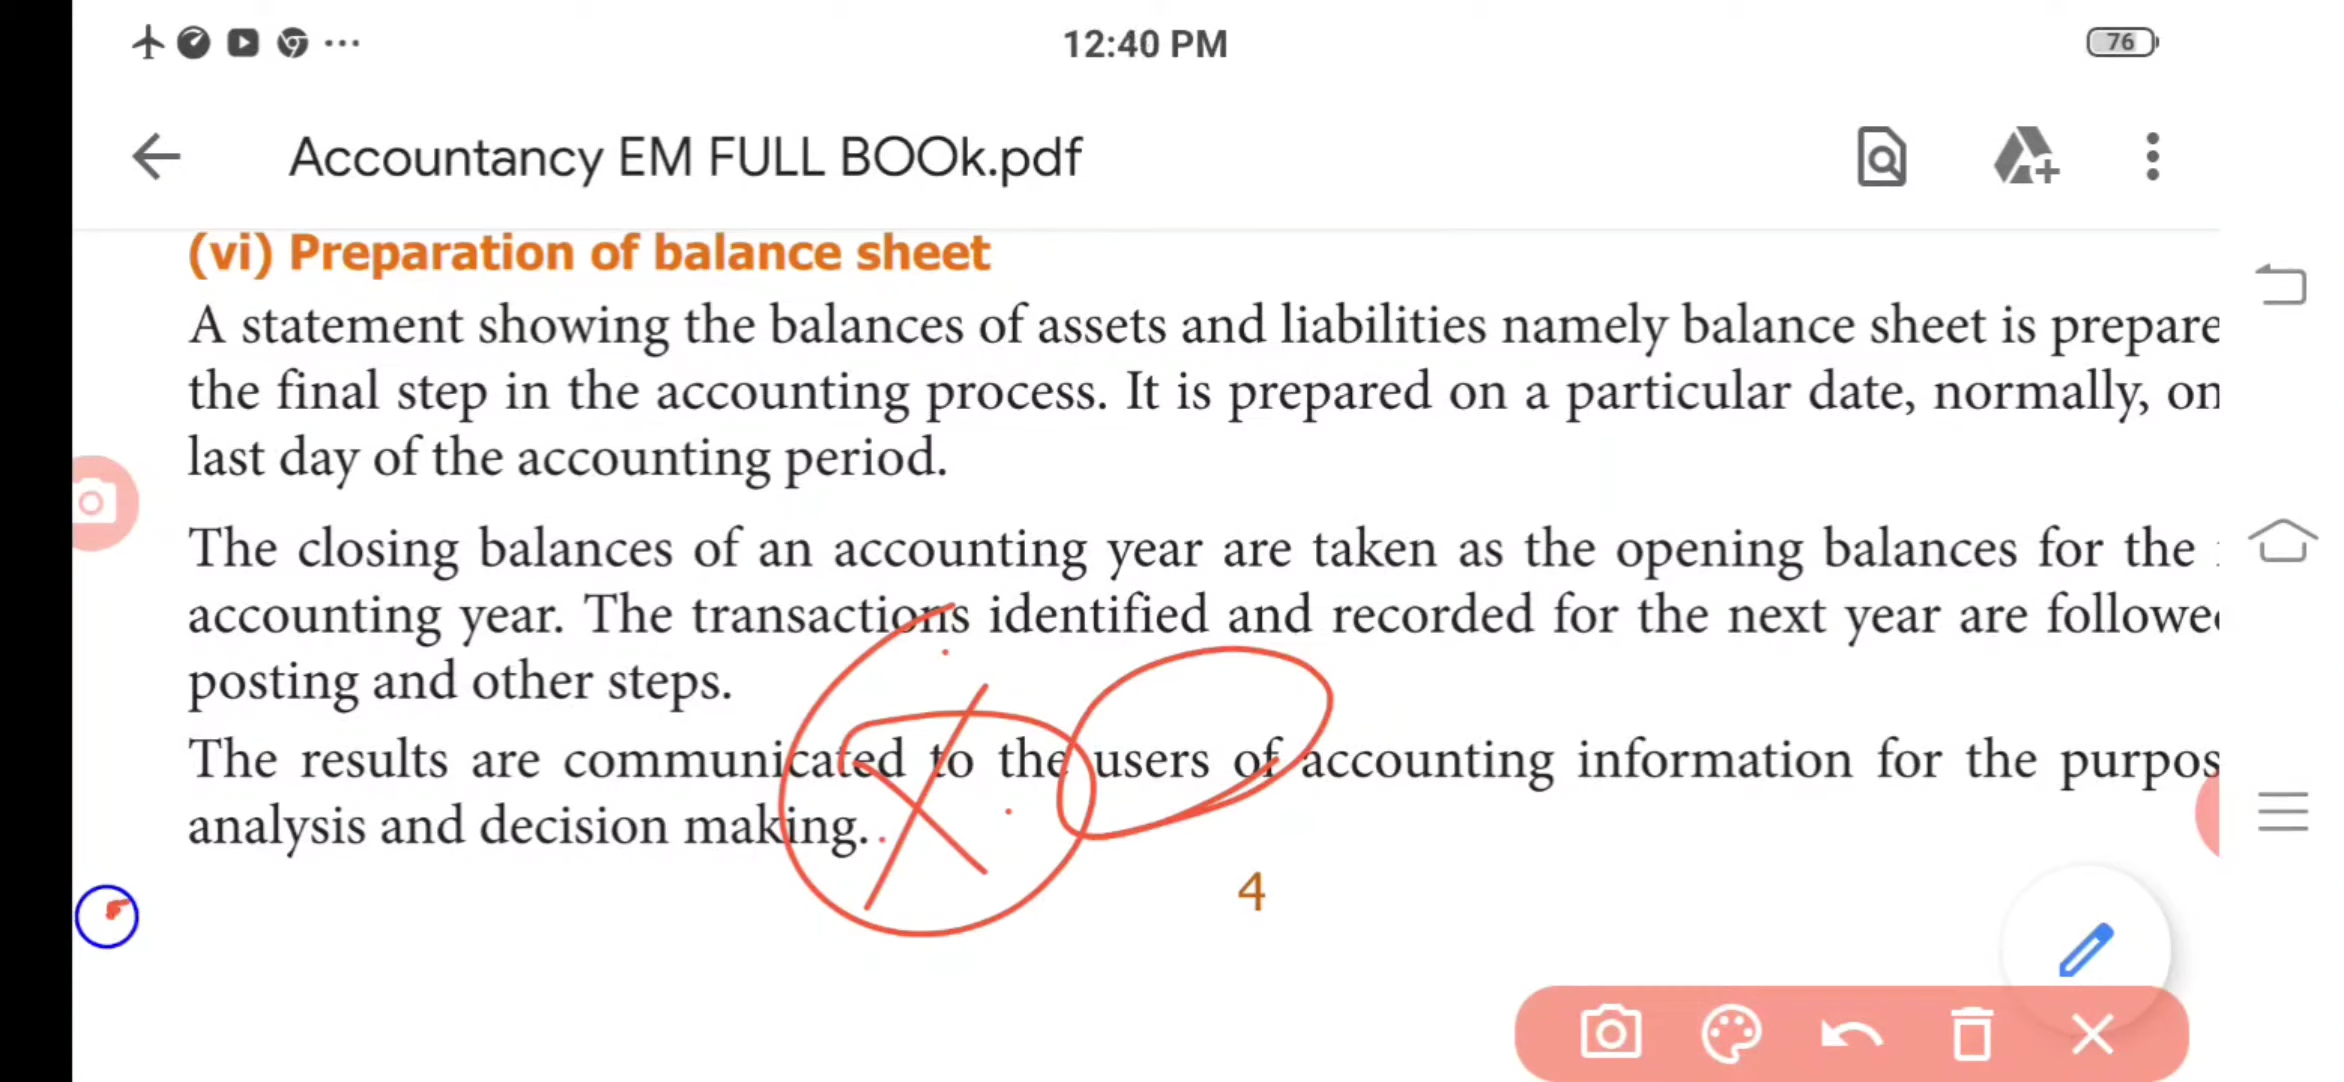 12:40 PM
76
Accountancy EM FULL BOOk.pdf
(vi) Preparation of balance sheet
A statement showing the balances of assets and liabilities namely balance sheet is prepare
the final step in the accounting process. It is prepared on a particular date, normally, on
last day of the accounting period.
The closing balances of an accounting year are taken as the opening balances for the
accounting year. The transactions identified and recorded for the next year are followe
posting and other steps.
The results are communicated to the users of accounting information for the purpos
analysis and decision making.
4